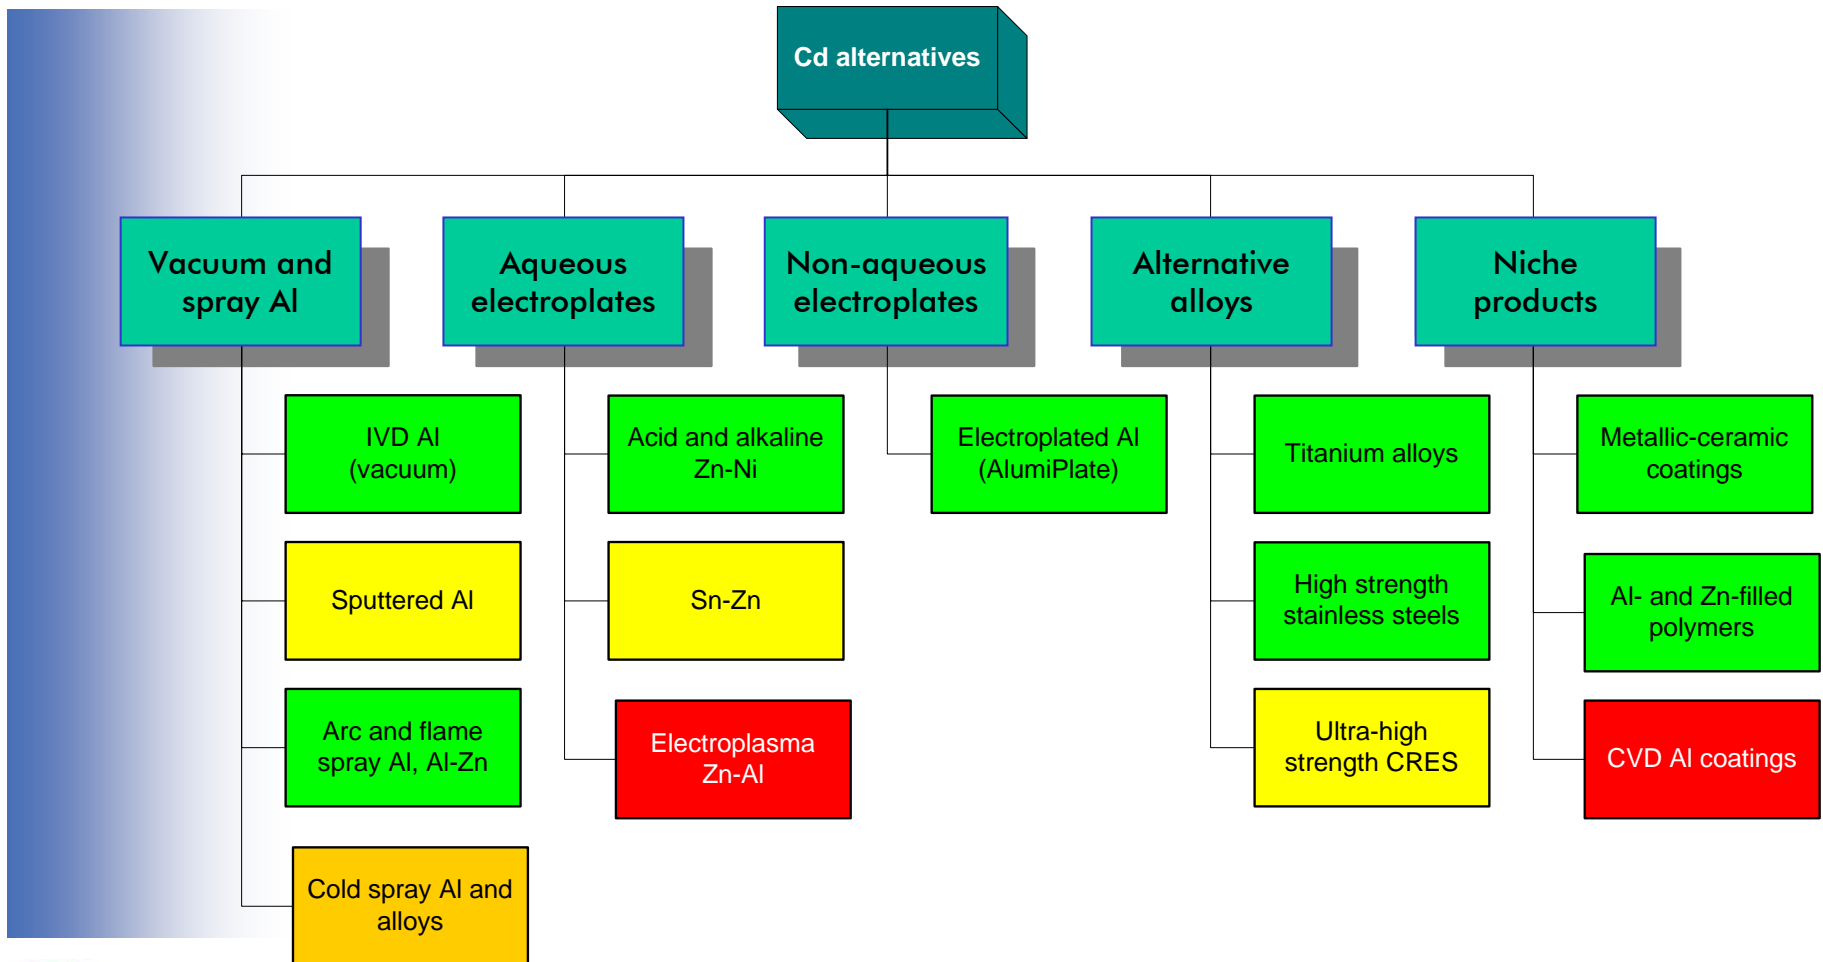 Cd alternatives
Vacuum and
spray Al
Aqueous
electroplates
Non-aqueous
electroplates
Alternative
alloys
Niche
products
IVD Al
(vacuum)
Sputtered Al
Arc and flame
spray Al, Al-Zn
Cold spray Al and
alloys
Acid and alkaline
Zn-Ni
Sn-Zn
Electroplasma
Zn-Al
Electroplated Al
(AlumiPlate)
Titanium alloys
High strength
stainless steels
Ultra-high
strength CRES
Metallic-ceramic
coatings
Al- and Zn-filled
polymers
CVD Al coatings